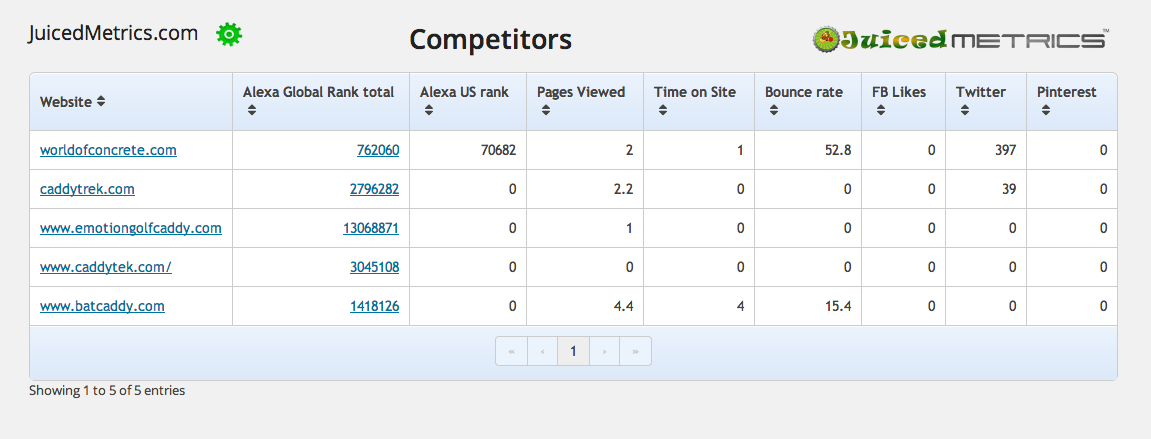 JuicedMetrics.com
Competitors
Juiced METRICS™
Website Alexa Global Rank total Alexa US rank Pages Viewed Time on Site Bounce rate FB Likes Twitter Pinterest
worldofconcrete.com 762060 70682 2 1 52.8 0 397 0
caddytrek.com 2796282 0 2.2 0 0 0 39 0
www.emotiongolfcaddy.com 13068871 0 1 0 0 0 0 0
www.caddytek.com/ 3045108 0 0 0 0 0 0 0
www.batcaddy.com 1418126 0 4.4 4 15.4 0 0 0
« ‹ 1 › »
Showing 1 to 5 of 5 entries